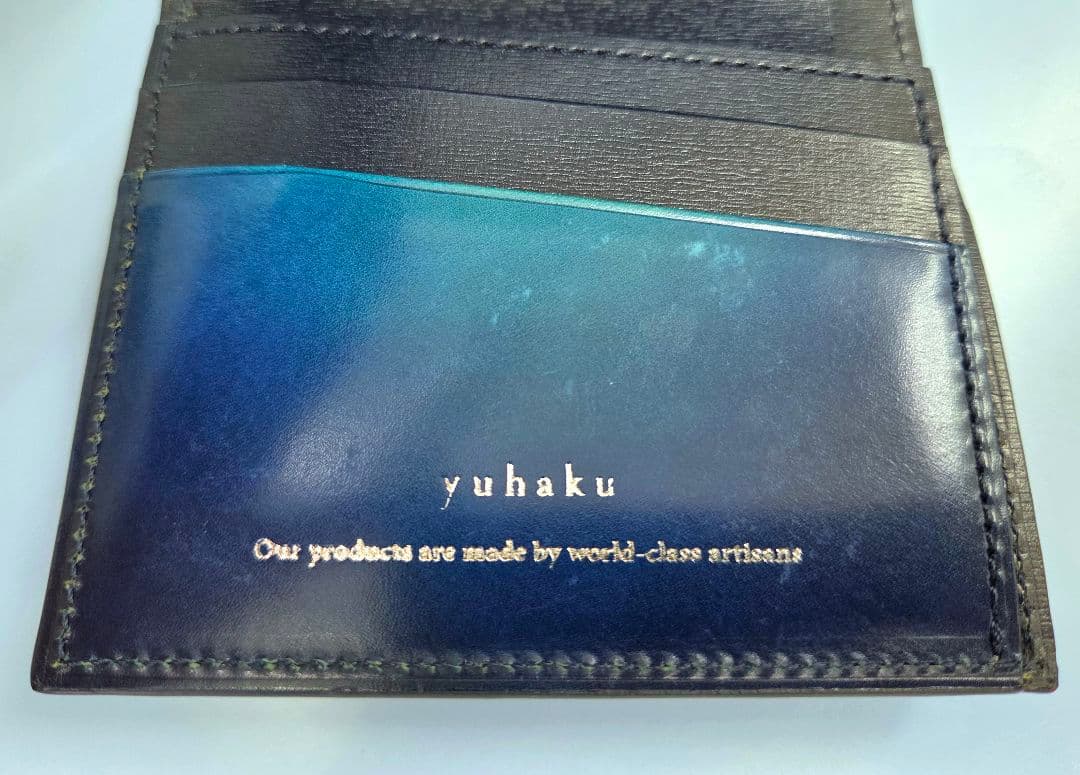 yuhaku
Our products are made by world-class artisans